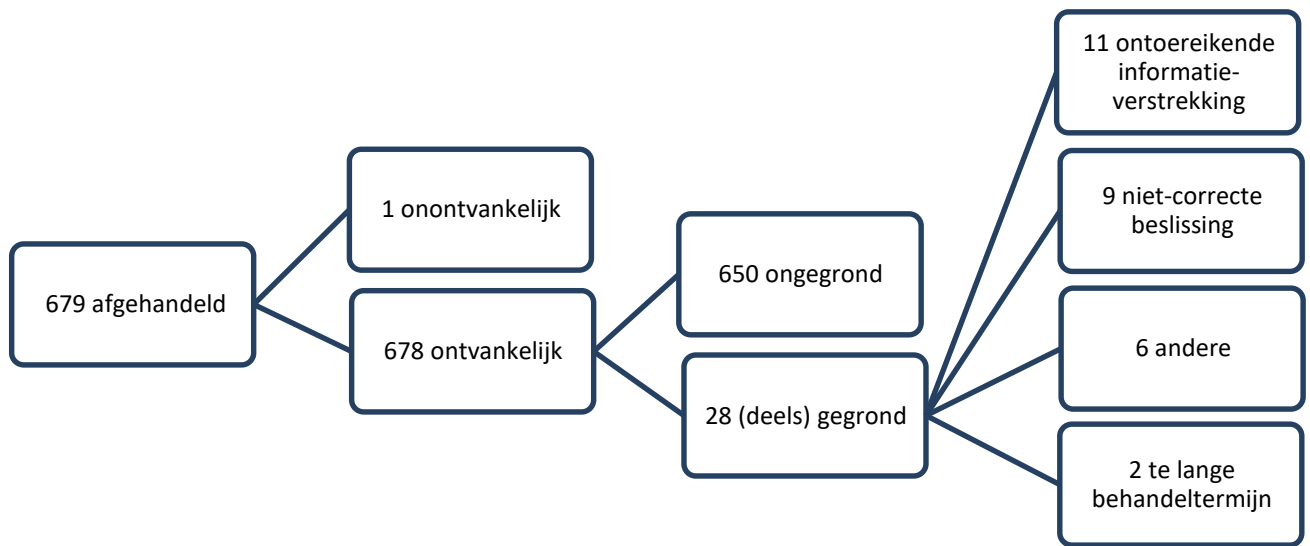 679 afgehandeld
1 onontvankelijk
678 ontvankelijk
650 ongegrond
28 (deels) gegrond
11 ontoereikende
informatie-
verstrekking
9 niet-correcte
beslissing
6 andere
2 te lange
behandeltermijn